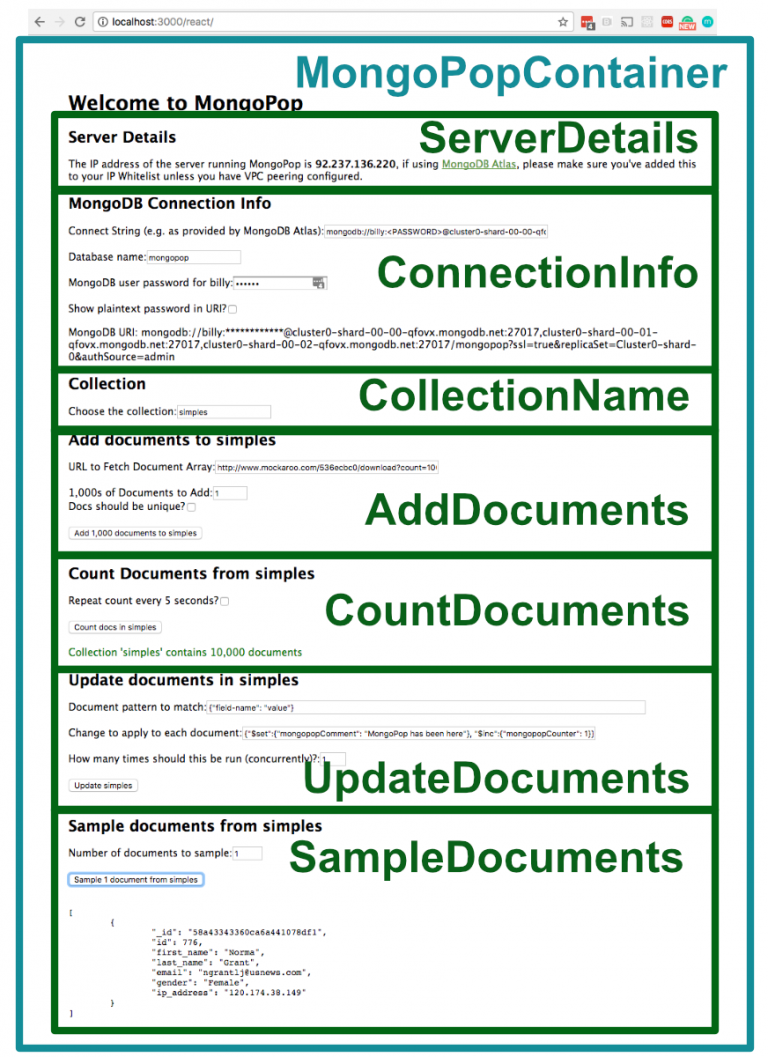 localhost:3000/react/
NEW
MongoPopContainer
Welcome to MongoPop
ServerDetails
Server Details
The IP address of the server running MongoPop is 92.237.136.220, if using MongoDB Atlas, please make sure you've added this
to your IP Whitelist unless you have VPC peering configured.
MongoDB Connection Info
Connect String (e.g. as provided by MongoDB Atlas): mongodb://billy:<PASSWORD>@cluster0-shard-00-00-qfo
Database name: mongopop
ConnectionInfo
MongoDB user password for billy: ••••••
Show plaintext password in URI?
MongoDB URI: mongodb://billy:************@cluster0-shard-00-00-qfovx.mongodb.net:27017,cluster0-shard-00-01-
qfovx.mongodb.net:27017,cluster0-shard-00-02-qfovx.mongodb.net:27017/mongopop?ssl=true&replicaSet=Cluster0-shard-
0&authSource=admin
Collection
CollectionName
Choose the collection: simples
Add documents to simples
URL to Fetch Document Array: http://www.mockaroo.com/536ecbc0/download?count=10
1,000s of Documents to Add: 1
Docs should be unique?
AddDocuments
Add 1,000 documents to simples
Count Documents from simples
Repeat count every 5 seconds?
CountDocuments
Count docs in simples
Collection 'simples' contains 10,000 documents
Update documents in simples
Document pattern to match: {"field-name": "value"}
Change to apply to each document: {"$set":{"mongopopComment": "MongoPop has been here"}, "$inc":{"mongopopCounter": 1}}
How many times should this be run (concurrently)?: 1
UpdateDocuments
Update simples
Sample documents from simples
Number of documents to sample: 1
SampleDocuments
Sample 1 document from simples
[
{
"_id": "58a43343360ca6a441078df1",
"id": 776,
"first_name": "Norma",
"last_name": "Grant",
"email": "ngrantlj@usnews.com",
"gender": "Female",
"ip_address": "120.174.38.149"
}
]